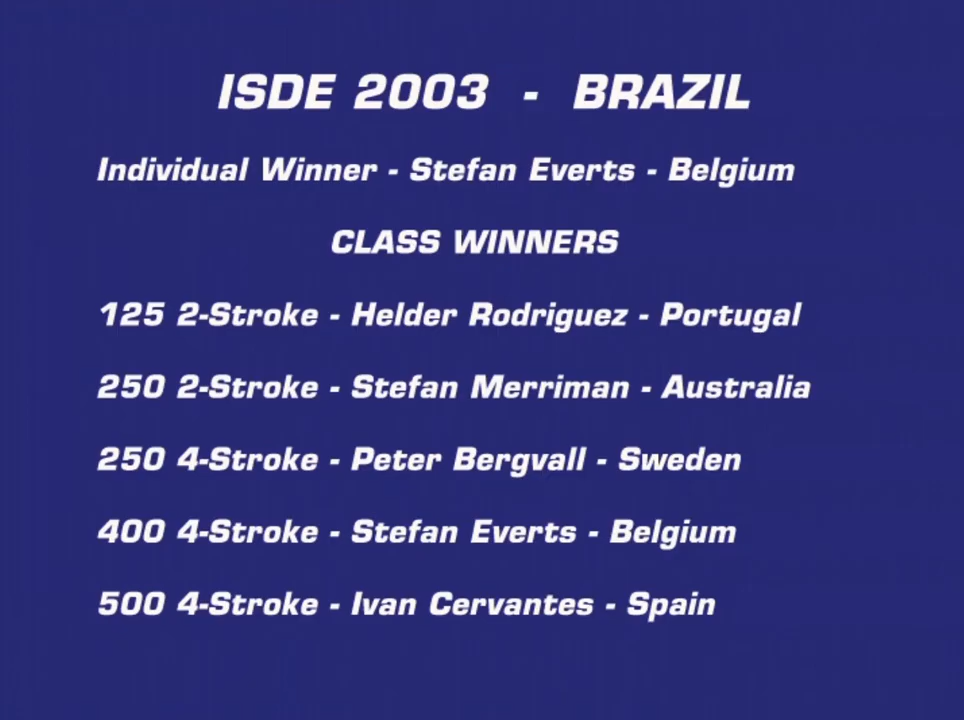 ISDE 2003 - BRAZIL
Individual Winner - Stefan Everts - Belgium
CLASS WINNERS
125 2-Stroke - Helder Rodriguez - Portugal
250 2-Stroke - Stefan Merriman - Australia
250 4-Stroke - Peter Bergvall - Sweden
400 4-Stroke - Stefan Everts - Belgium
500 4-Stroke - Ivan Cervantes - Spain